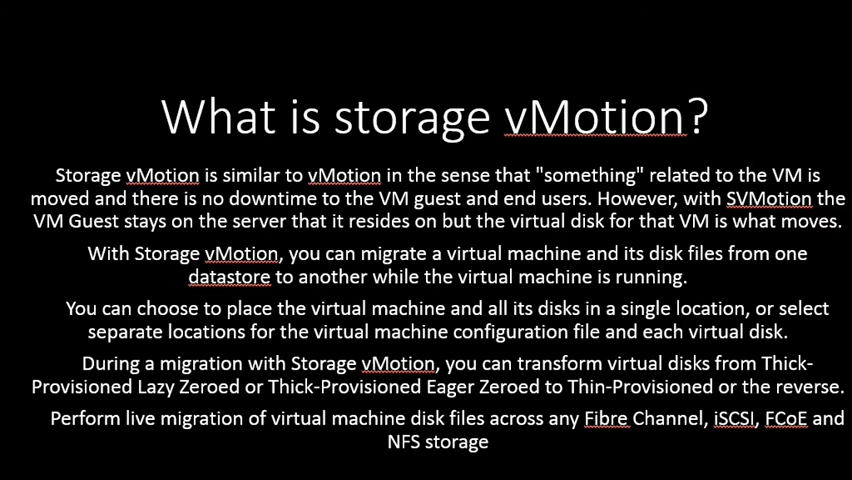 What is storage vMotion?
Storage vMotion is similar to vMotion in the sense that "something" related to the VM is
moved and there is no downtime to the VM guest and end users. However, with SVMotion the
VM Guest stays on the server that it resides on but the virtual disk for that VM is what moves.
With Storage vMotion, you can migrate a virtual machine and its disk files from one
datastore to another while the virtual machine is running.
You can choose to place the virtual machine and all its disks in a single location, or select
separate locations for the virtual machine configuration file and each virtual disk.
During a migration with Storage vMotion, you can transform virtual disks from Thick-
Provisioned Lazy Zeroed or Thick-Provisioned Eager Zeroed to Thin-Provisioned or the reverse.
Perform live migration of virtual machine disk files across any Fibre Channel, iSCSI, FCoE and
NFS storage